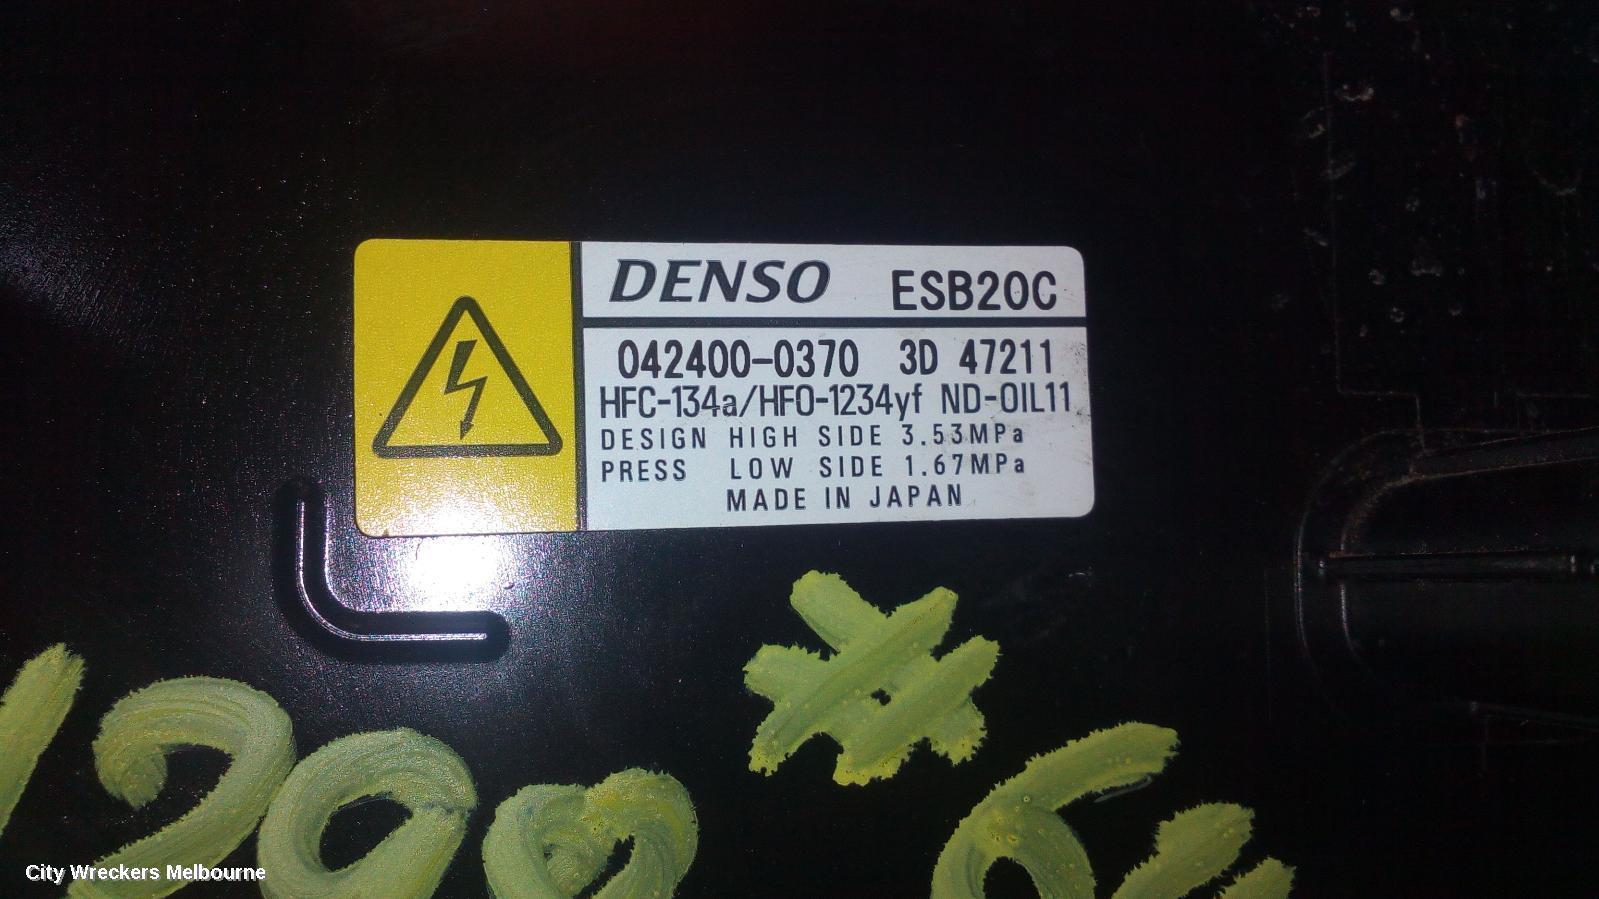 DENSO ESB20C
042400-0370 3D 47211
HFC-134a/HFO-1234yf ND-OIL11
DESIGN HIGH SIDE 3.53MPa
PRESS LOW SIDE 1.67MPa
MADE IN JAPAN
City Wreckers Melbourne